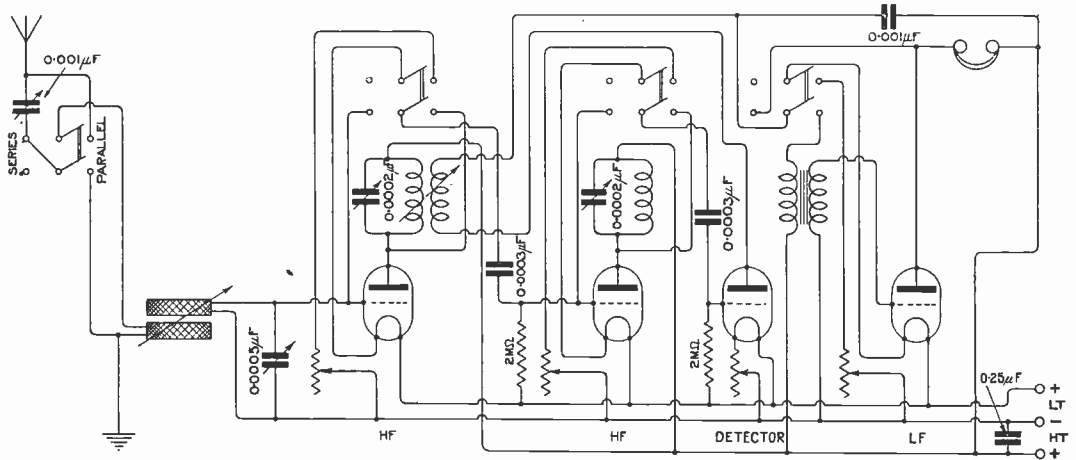 0·001μF
SERIES
PARALLEL
0·0005μF
0·0002μF
0·0003μF
2MΩ
0·0002μF
0·0003μF
2MΩ
0·001μF
0·25μF
+
LT
−
HT
+
HF
HF
DETECTOR
LF